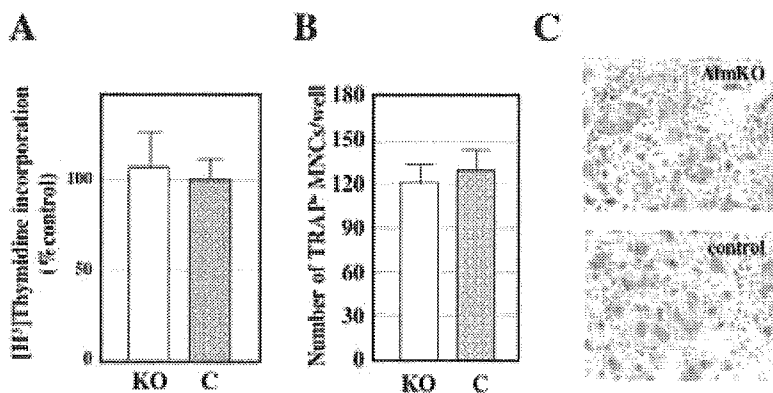 A
B
C
[H³]Thymidine incorporation
(% control)
100
50
0
KO
C
Number of TRAP⁺ MNCs/well
180
150
120
90
60
30
0
KO
C
AlmKO
control